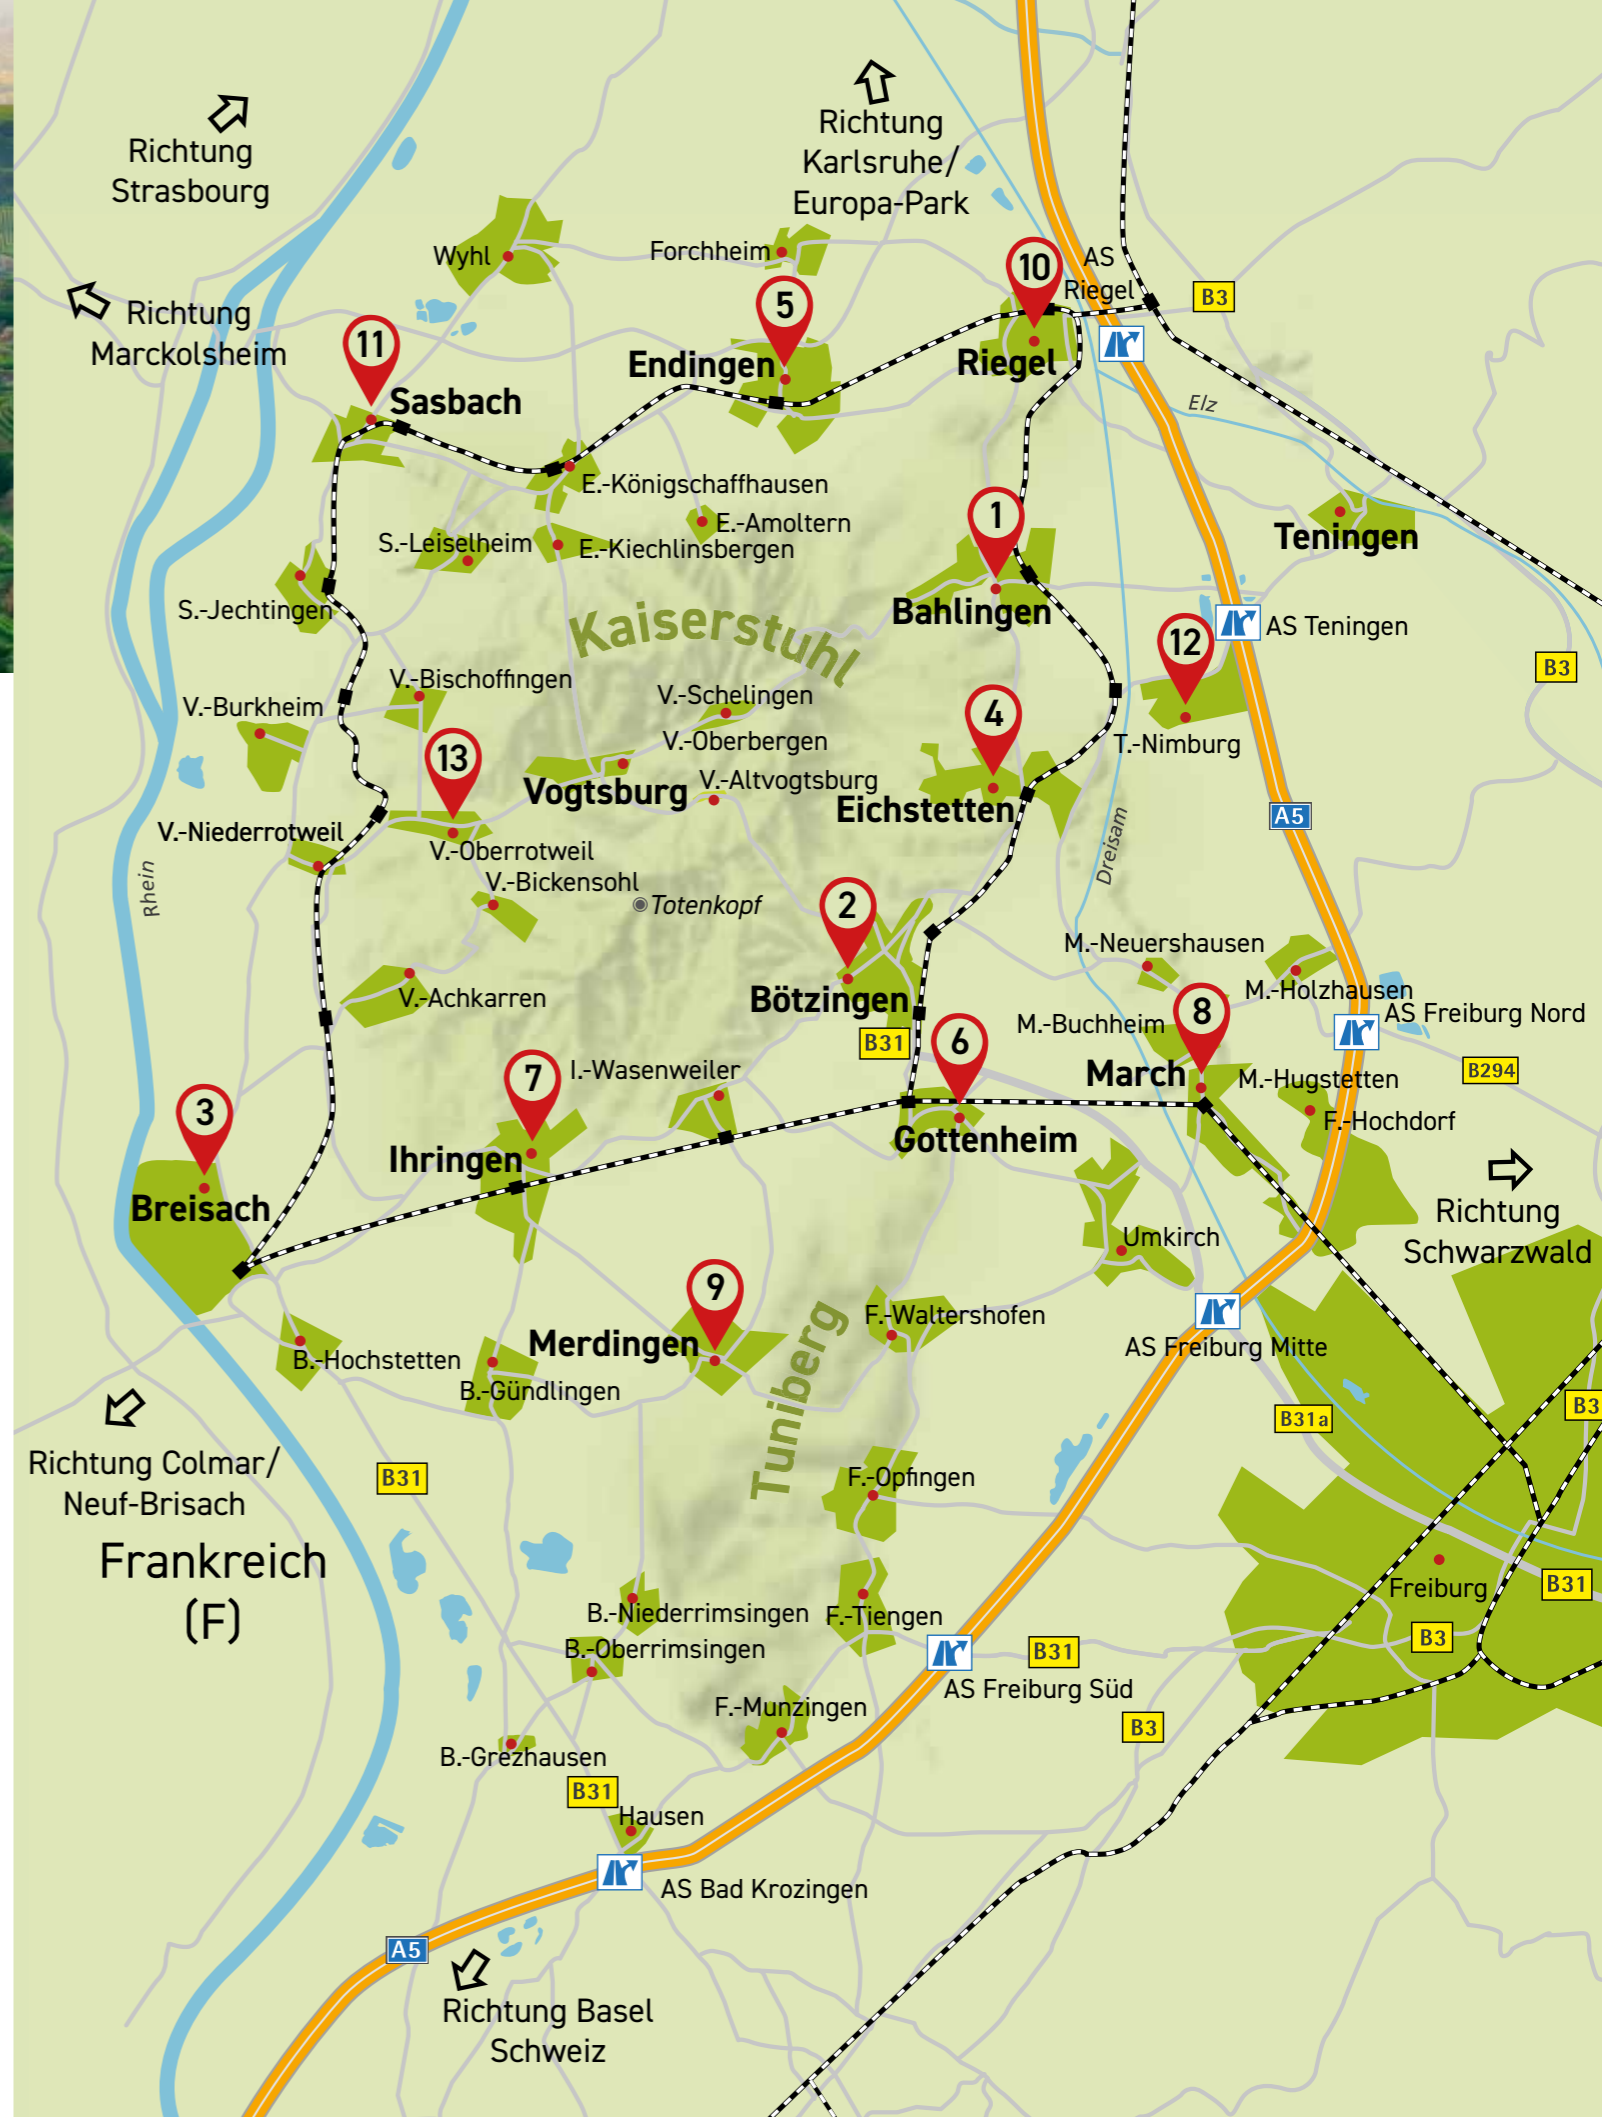 Richtung
Strasbourg
Richtung
Karlsruhe/
Europa-Park
Wyhl
Forchheim
10
AS
Riegel
B3
5
Richtung
Marckolsheim
11
Endingen
Riegel
Sasbach
Elz
E.-Königschaffhausen
1
E.-Amoltern
S.-Leiselheim
E.-Kiechlinsbergen
Teningen
S.-Jechtingen
Bahlingen
Kaiserstuhl
12
AS Teningen
B3
V.-Bischoffingen
V.-Schelingen
V.-Burkheim
4
V.-Oberbergen
T.-Nimburg
13
Vogtsburg
V.-Altvogtsburg
Eichstetten
A5
V.-Niederrotweil
V.-Oberrotweil
Dreisam
Rhein
V.-Bickensohl
Totenkopf
2
M.-Neuershausen
V.-Achkarren
Bötzingen
M.-Holzhausen
8
AS Freiburg Nord
M.-Buchheim
B31
6
I.-Wasenweiler
7
March
M.-Hugstetten
B294
3
F.-Hochdorf
Gottenheim
Ihringen
Breisach
Richtung
Schwarzwald
Umkirch
9
F.-Waltershofen
Merdingen
AS Freiburg Mitte
B.-Hochstetten
B.-Gündlingen
Tuniberg
B31a
B3
Richtung Colmar/
Neuf-Brisach
B31
F.-Opfingen
Frankreich
(F)
Freiburg
B31
B.-Niederrimsingen
F.-Tiengen
B3
B.-Oberrimsingen
B31
AS Freiburg Süd
F.-Munzingen
B3
B.-Grezhausen
B31
Hausen
AS Bad Krozingen
A5
Richtung Basel
Schweiz